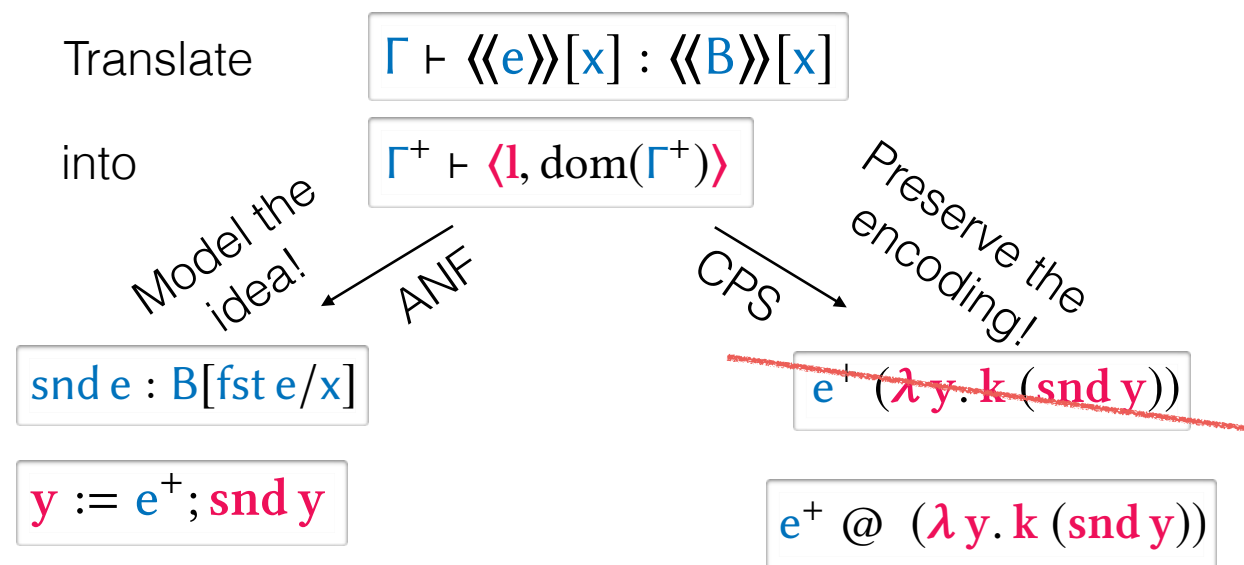 Translate Γ ⊢ ⟪e⟫[x] : ⟪B⟫[x]
into Γ⁺ ⊢ ⟨l, dom(Γ⁺)⟩
Model the
idea!
ANF
CPS
Preserve the
encoding!
snd e : B[fst e/x]
e⁺ (λ y. k (snd y))
y := e⁺; snd y
e⁺ @ (λ y. k (snd y))